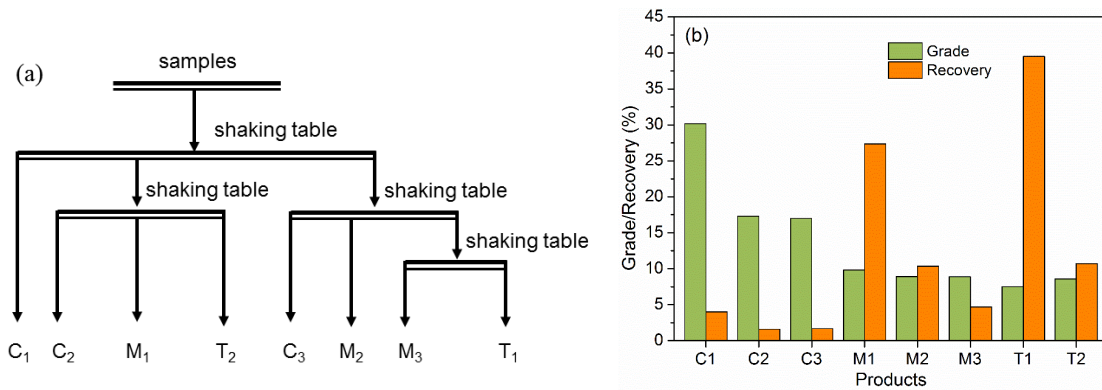 (a)
samples
shaking table
shaking table
shaking table
shaking table
C₁ C₂ M₁ T₂ C₃ M₂ M₃ T₁
(b)
Grade
Recovery
Grade/Recovery (%)
45
40
35
30
25
20
15
10
5
0
C1 C2 C3 M1 M2 M3 T1 T2
Products